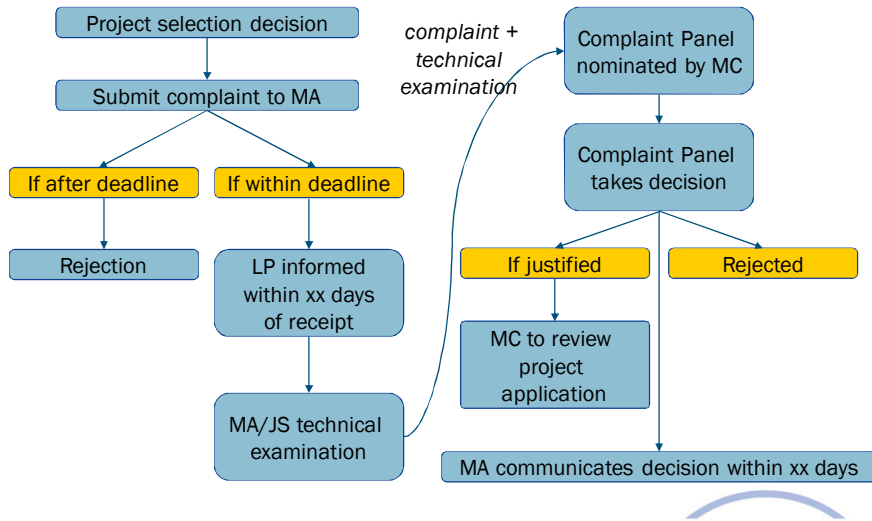 Project selection decision
Submit complaint to MA
If after deadline
If within deadline
Rejection
LP informed
within xx days
of receipt
MA/JS technical
examination
complaint +
technical
examination
Complaint Panel
nominated by MC
Complaint Panel
takes decision
If justified
Rejected
MC to review
project
application
MA communicates decision within xx days